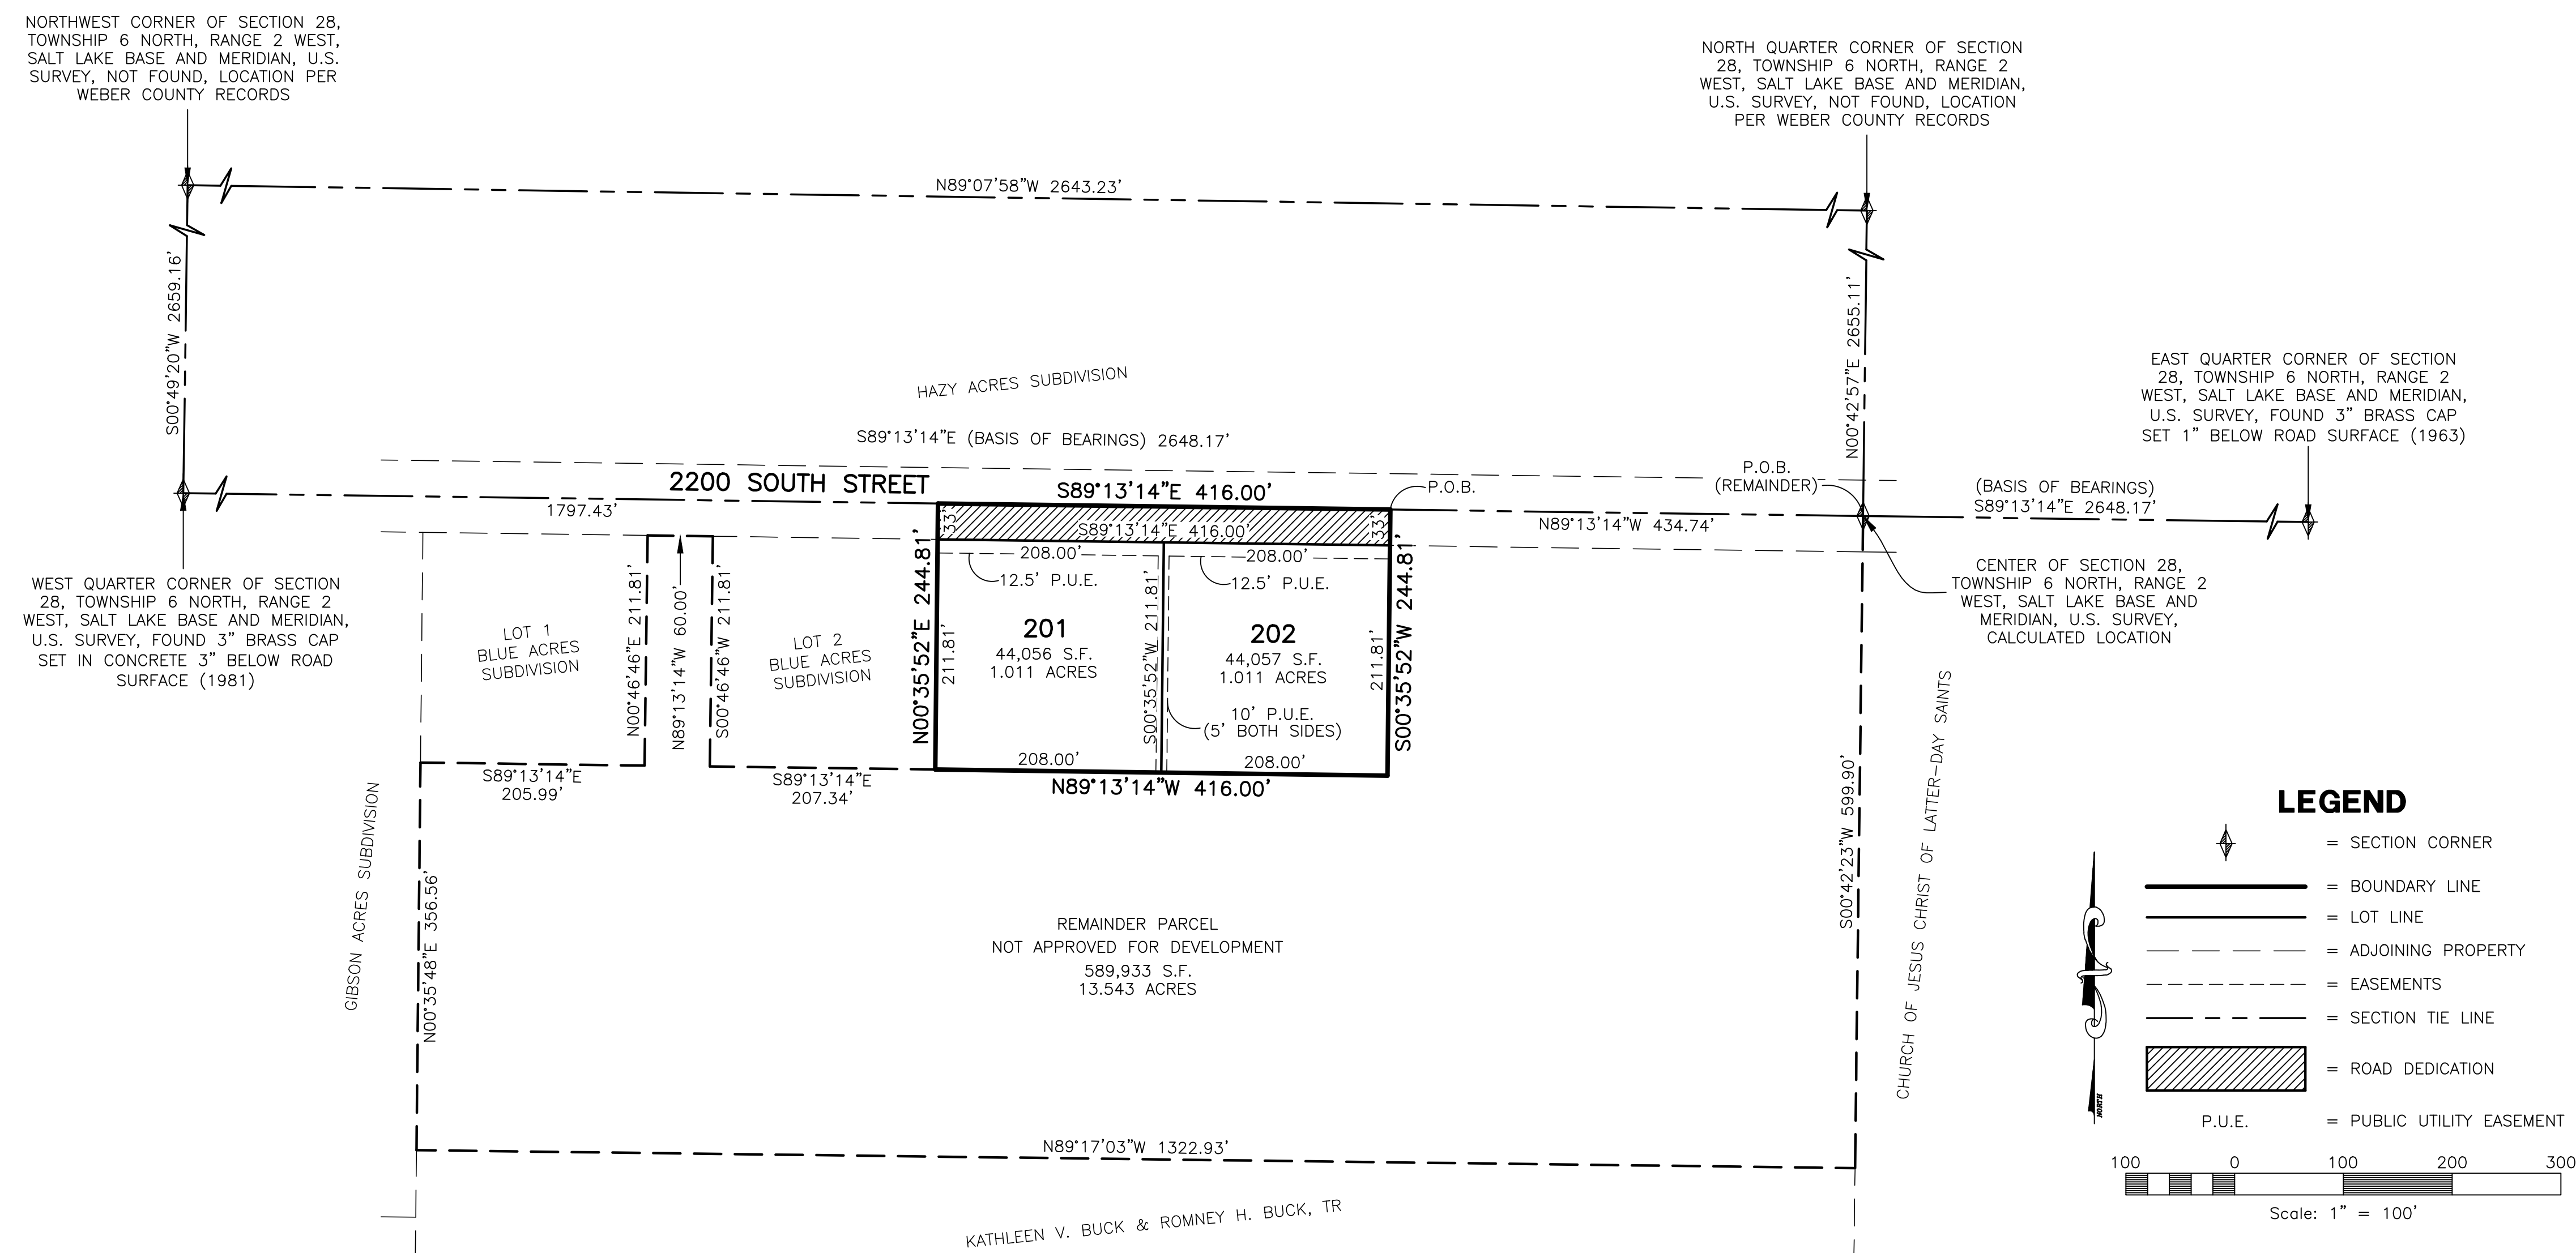 NORTHWEST CORNER OF SECTION 28,
TOWNSHIP 6 NORTH, RANGE 2 WEST,
SALT LAKE BASE AND MERIDIAN, U.S.
SURVEY, NOT FOUND, LOCATION PER
WEBER COUNTY RECORDS
NORTH QUARTER CORNER OF SECTION
28, TOWNSHIP 6 NORTH, RANGE 2
WEST, SALT LAKE BASE AND MERIDIAN,
U.S. SURVEY, NOT FOUND, LOCATION
PER WEBER COUNTY RECORDS
N89°07'58"W 2643.23'
S00°49'20"W 2659.16'
N00°42'57"E 2655.11'
EAST QUARTER CORNER OF SECTION
28, TOWNSHIP 6 NORTH, RANGE 2
WEST, SALT LAKE BASE AND MERIDIAN,
U.S. SURVEY, FOUND 3" BRASS CAP
SET 1" BELOW ROAD SURFACE (1963)
HAZY ACRES SUBDIVISION
S89°13'14"E (BASIS OF BEARINGS) 2648.17'
2200 SOUTH STREET
S89°13'14"E 416.00'
P.O.B.
P.O.B.
(REMAINDER)
(BASIS OF BEARINGS)
S89°13'14"E 2648.17'
1797.43'
33'
S89°13'14"E 416.00'
33'
N89°13'14"W 434.74'
WEST QUARTER CORNER OF SECTION
28, TOWNSHIP 6 NORTH, RANGE 2
WEST, SALT LAKE BASE AND MERIDIAN,
U.S. SURVEY, FOUND 3" BRASS CAP
SET IN CONCRETE 3" BELOW ROAD
SURFACE (1981)
CENTER OF SECTION 28,
TOWNSHIP 6 NORTH, RANGE 2
WEST, SALT LAKE BASE AND
MERIDIAN, U.S. SURVEY,
CALCULATED LOCATION
LOT 1
BLUE ACRES
SUBDIVISION
N00°46'46"E 211.81'
N89°13'14"W 60.00'
S00°46'46"W 211.81'
LOT 2
BLUE ACRES
SUBDIVISION
N00°35'52"E 244.81'
208.00'
208.00'
12.5' P.U.E.
12.5' P.U.E.
211.81'
201
44,056 S.F.
1.011 ACRES
S00°35'52"W 211.81'
202
44,057 S.F.
1.011 ACRES
211.81'
S00°35'52"W 244.81'
10' P.U.E.
(5' BOTH SIDES)
208.00'
208.00'
N89°13'14"W 416.00'
S89°13'14"E
205.99'
S89°13'14"E
207.34'
GIBSON ACRES SUBDIVISION
N00°35'48"E 356.56'
REMAINDER PARCEL
NOT APPROVED FOR DEVELOPMENT
589,933 S.F.
13.543 ACRES
S00°42'23"W 599.90'
CHURCH OF JESUS CHRIST OF LATTER-DAY SAINTS
N89°17'03"W 1322.93'
KATHLEEN V. BUCK & ROMNEY H. BUCK, TR
LEGEND
= SECTION CORNER
= BOUNDARY LINE
= LOT LINE
= ADJOINING PROPERTY
= EASEMENTS
= SECTION TIE LINE
= ROAD DEDICATION
P.U.E. = PUBLIC UTILITY EASEMENT
NORTH
100 0 100 200 300
Scale: 1" = 100'